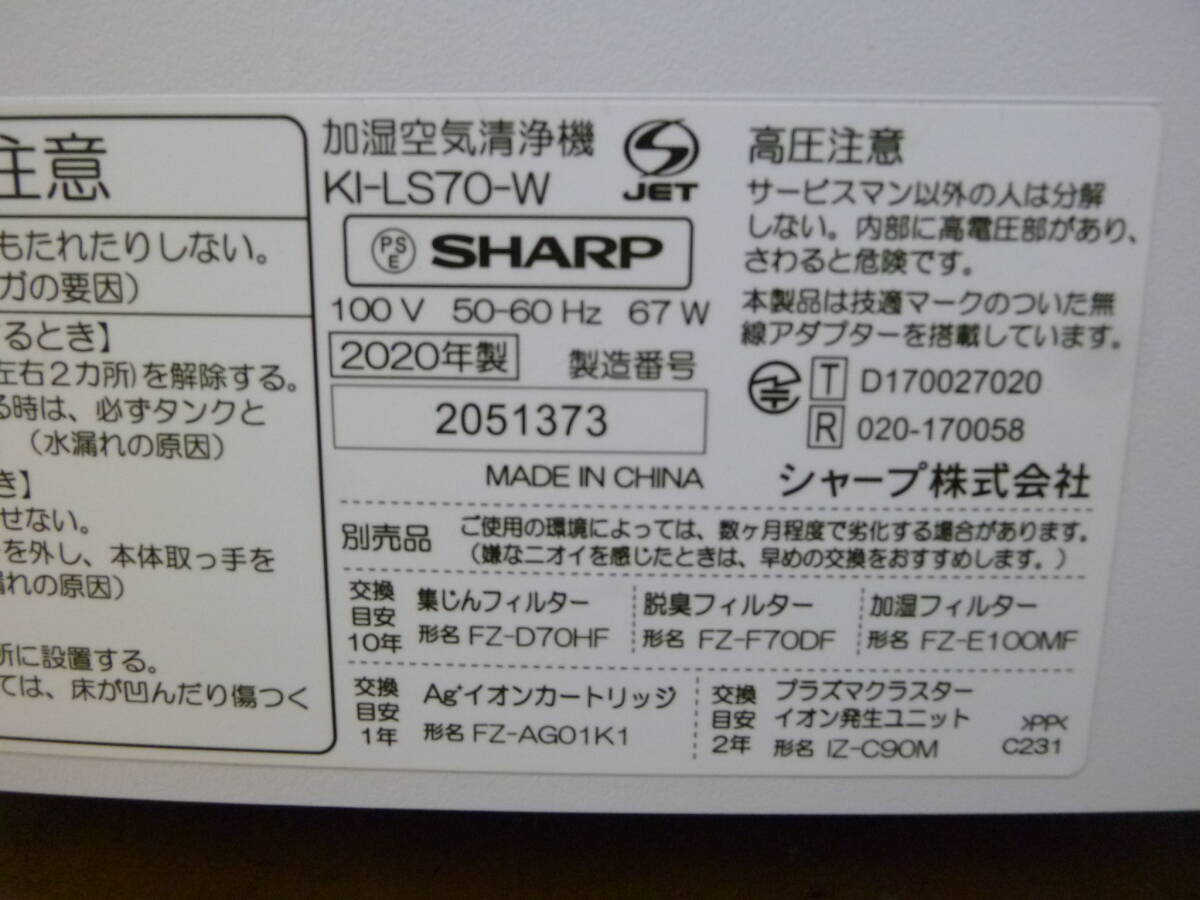 注意
もたれたりしない。
ガの要因)
するとき】
左右2カ所)を解除する。
る時は、必ずタンクと
(水漏れの原因)
き】
せない。
を外し、本体取っ手を
漏れの原因)
所に設置する。
ては、床が凹んだり傷つく
加湿空気清浄機
KI-LS70-W
JET
PSE SHARP
100 V 50-60 Hz 67 W
2020年製 製造番号
2051373
MADE IN CHINA
高圧注意
サービスマン以外の人は分解
しない。内部に高電圧部があり、
さわると危険です。
本製品は技適マークのついた無
線アダプターを搭載しています。
T D170027020
R 020-170058
シャープ株式会社
別売品
ご使用の環境によっては、数ヶ月程度で劣化する場合があります。
(嫌なニオイを感じたときは、早めの交換をおすすめします。)
交換
目安
10年
集じんフィルター
形名 FZ-D70HF
脱臭フィルター
形名 FZ-F70DF
加湿フィルター
形名 FZ-E100MF
交換
目安
1年
Ag⁺イオンカートリッジ
形名 FZ-AG01K1
交換
目安
2年
プラズマクラスター
イオン発生ユニット
形名 IZ-C90M
>PP<
C231